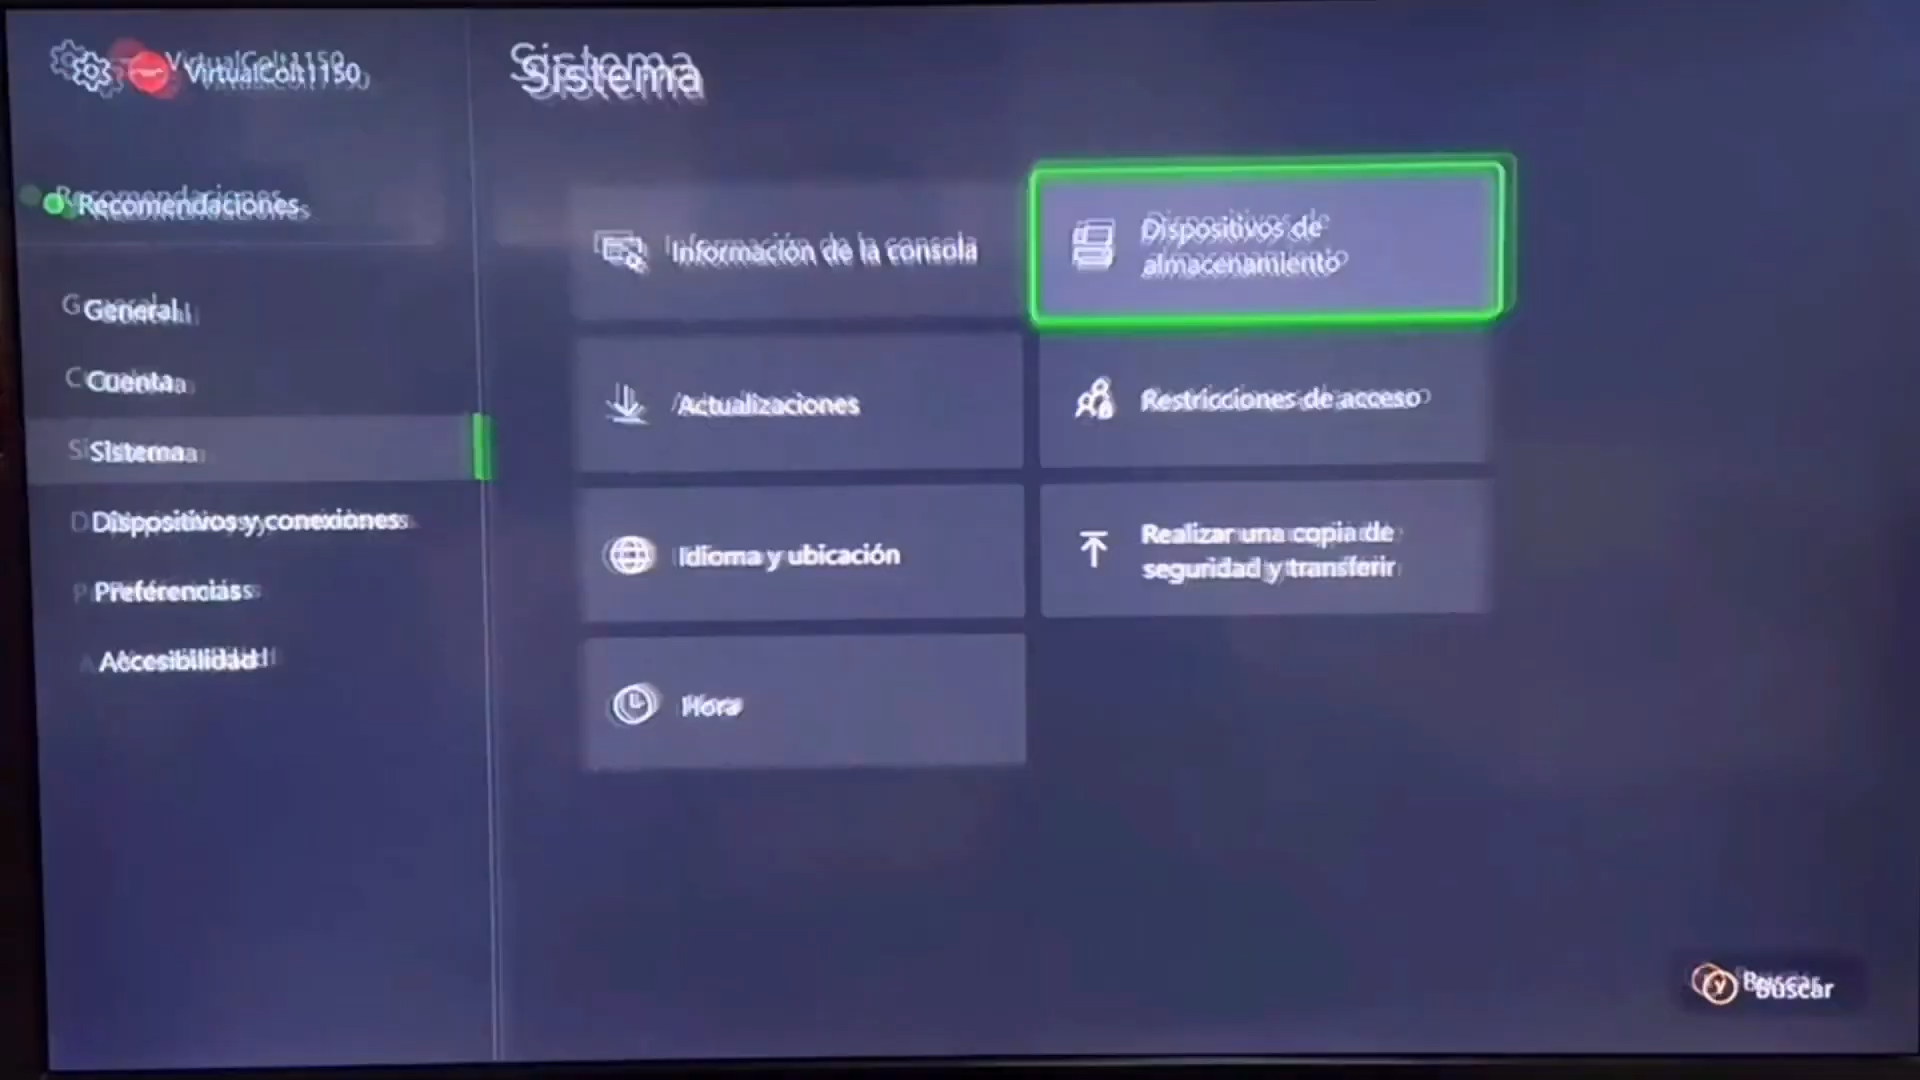 VirtualColt1150
Sistema
Recomendaciones
General
Cuenta
Sistema
Dispositivos y conexiones
Preferencias
Accesibilidad
Información de la consola
Dispositivos de
almacenamiento
Actualizaciones
Restricciones de acceso
Idioma y ubicación
Realizar una copia de
seguridad y transferir
Hora
Y Buscar